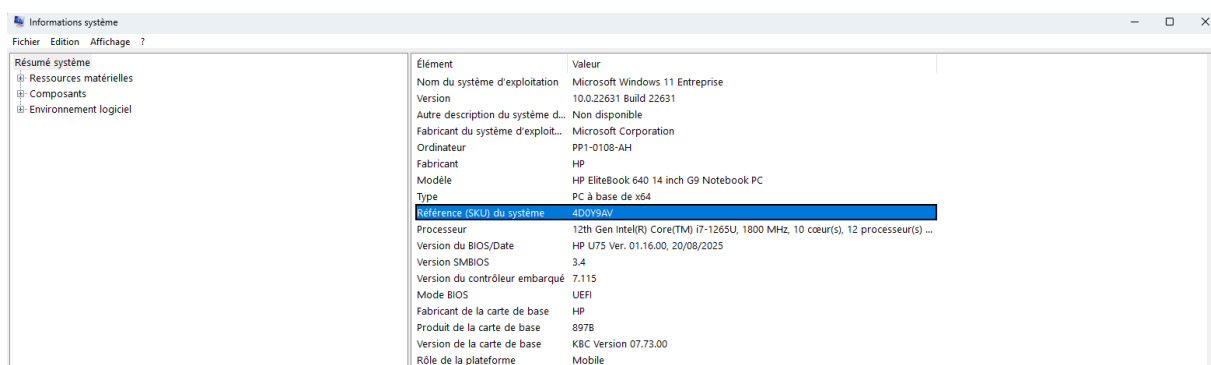 Informations système
Fichier Edition Affichage ?
Résumé système
Ressources matérielles
Composants
Environnement logiciel
Élément Valeur
Nom du système d'exploitation Microsoft Windows 11 Entreprise
Version 10.0.22631 Build 22631
Autre description du système d... Non disponible
Fabricant du système d'exploit... Microsoft Corporation
Ordinateur PP1-0108-AH
Fabricant HP
Modèle HP EliteBook 640 14 inch G9 Notebook PC
Type PC à base de x64
Référence (SKU) du système 4D0Y9AV
Processeur 12th Gen Intel(R) Core(TM) i7-1265U, 1800 MHz, 10 cœur(s), 12 processeur(s) ...
Version du BIOS/Date HP U75 Ver. 01.16.00, 20/08/2025
Version SMBIOS 3.4
Version du contrôleur embarqué 7.115
Mode BIOS UEFI
Fabricant de la carte de base HP
Produit de la carte de base 897B
Version de la carte de base KBC Version 07.73.00
Rôle de la plateforme Mobile